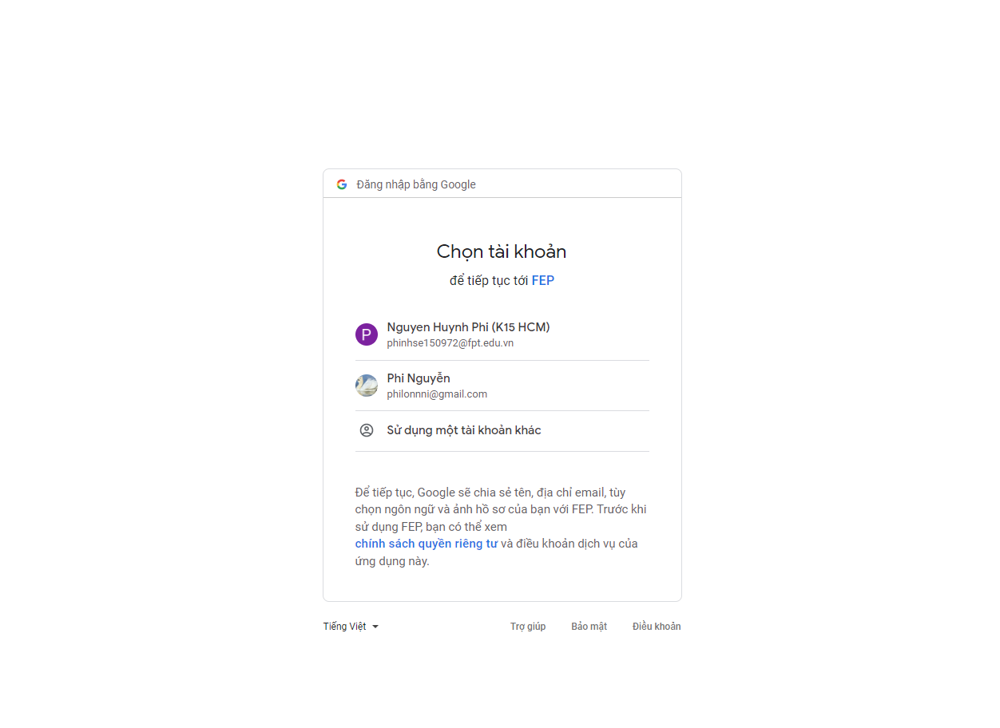 Đăng nhập bằng Google
Chọn tài khoản
để tiếp tục tới FEP
P
Nguyen Huynh Phi (K15 HCM)
phinhse150972@fpt.edu.vn
Phi Nguyễn
philonnni@gmail.com
Sử dụng một tài khoản khác
Để tiếp tục, Google sẽ chia sẻ tên, địa chỉ email, tùy
chọn ngôn ngữ và ảnh hồ sơ của bạn với FEP. Trước khi
sử dụng FEP, bạn có thể xem
chính sách quyền riêng tư và điều khoản dịch vụ của
ứng dụng này.
Tiếng Việt
Trợ giúp
Bảo mật
Điều khoản